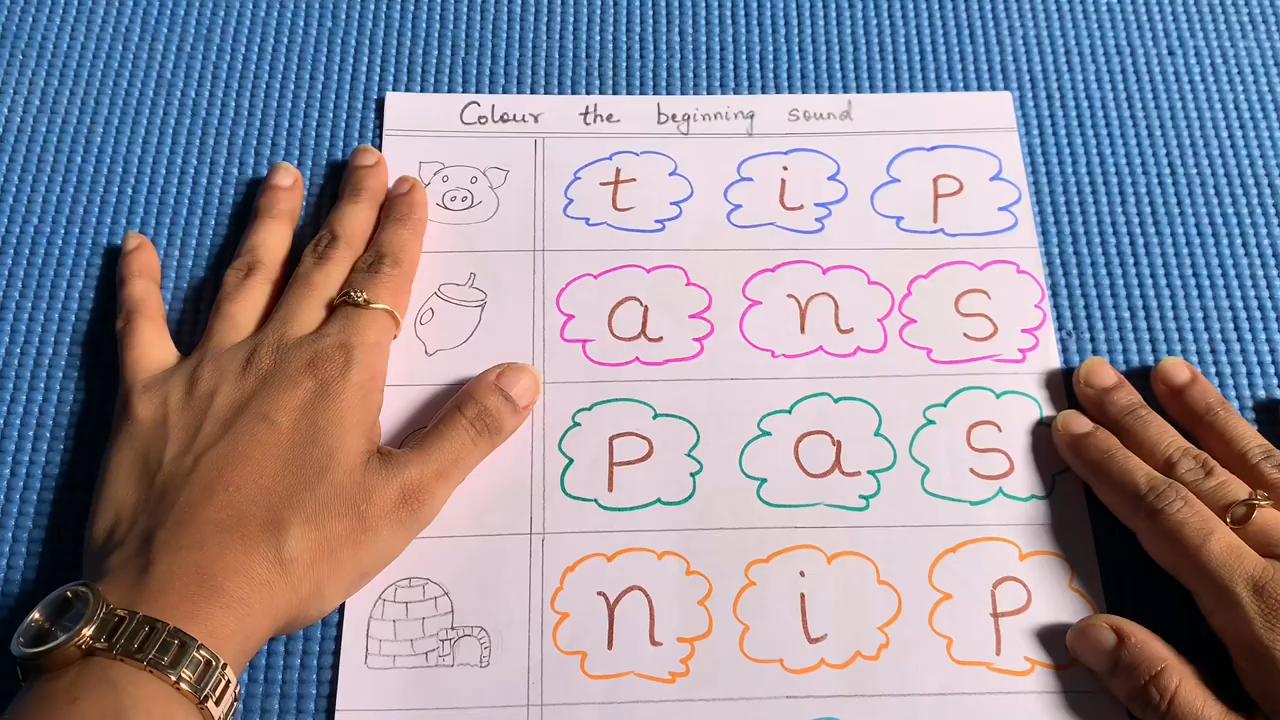 Colour the beginning sound
t i p
a n s
p a s
n i p